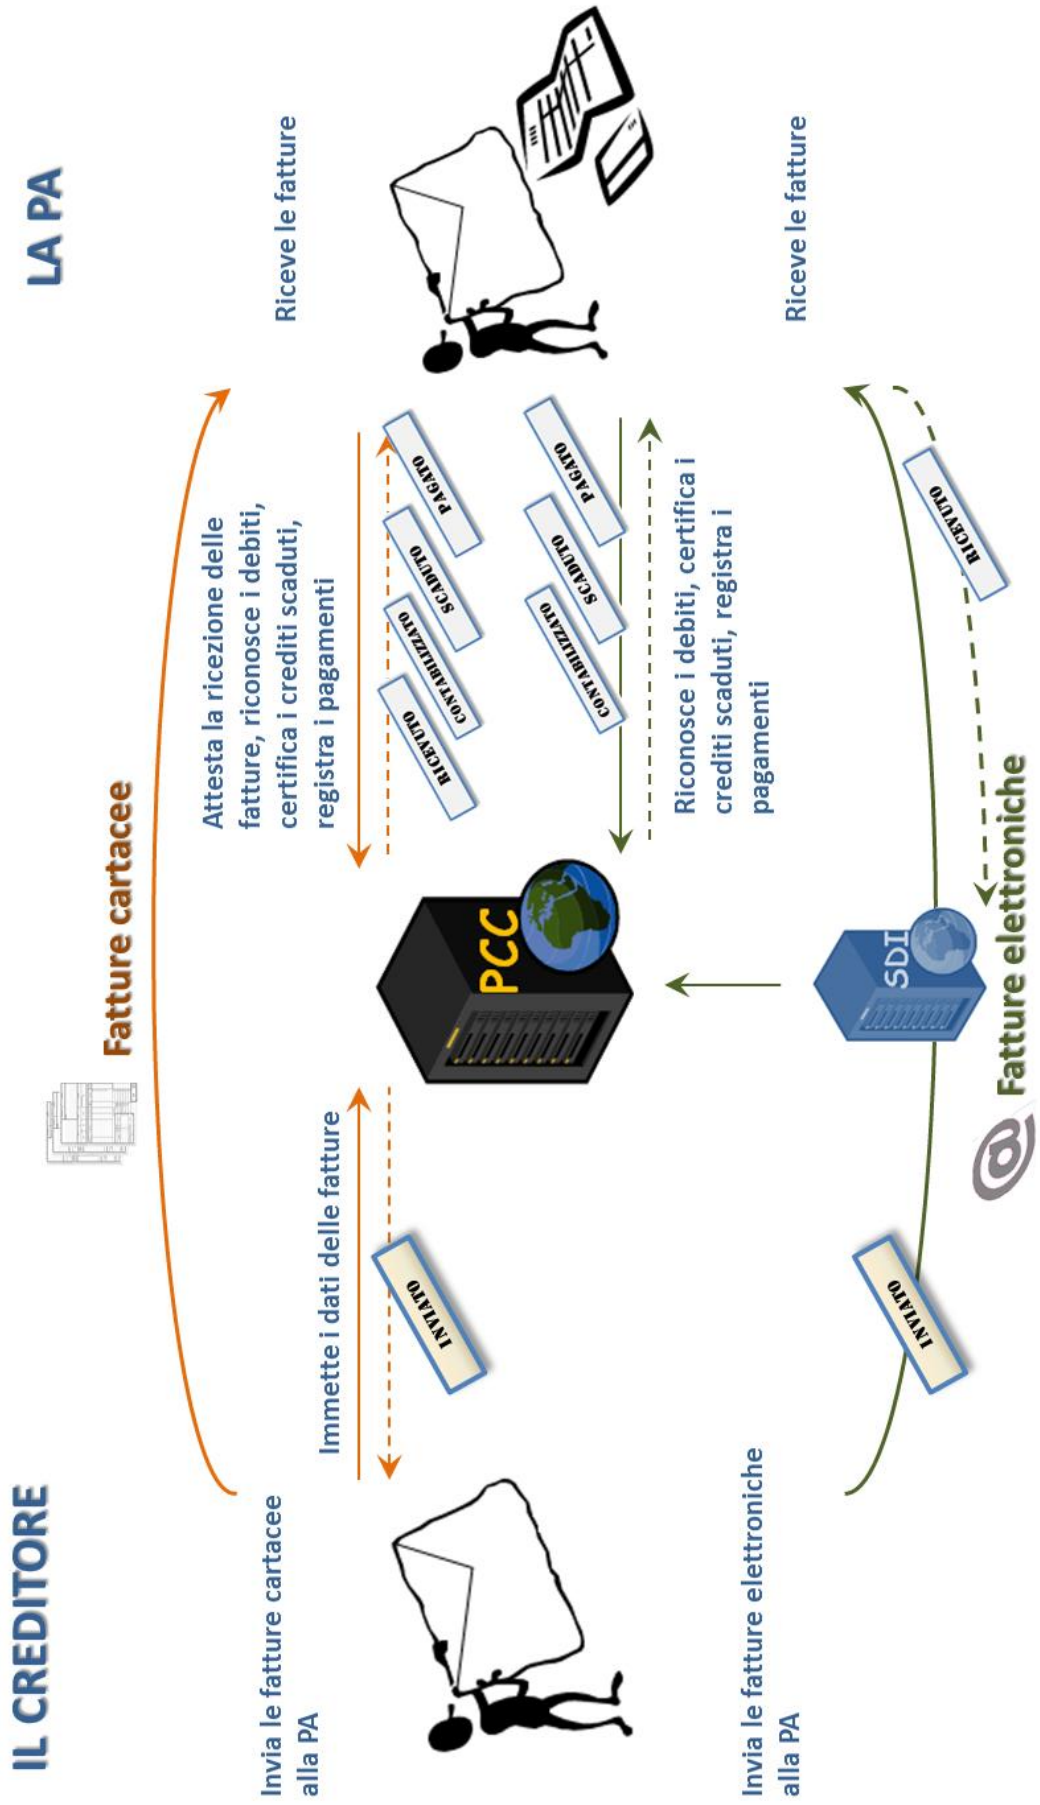 IL CREDITORE
LA PA
Fatture cartacee
Invia le fatture cartacee
alla PA
Immette i dati delle fatture
INVIATO
PCC
Attesta la ricezione delle
fatture, riconosce i debiti,
certifica i crediti scaduti,
registra i pagamenti
RICEVUTO
CONTABILIZZATO
SCADUTO
PAGATO
Riceve le fatture
CONTABILIZZATO
SCADUTO
PAGATO
Riconosce i debiti, certifica i
crediti scaduti, registra i
pagamenti
Invia le fatture elettroniche
alla PA
INVIATO
SDI
RICEVUTO
Riceve le fatture
@ Fatture elettroniche